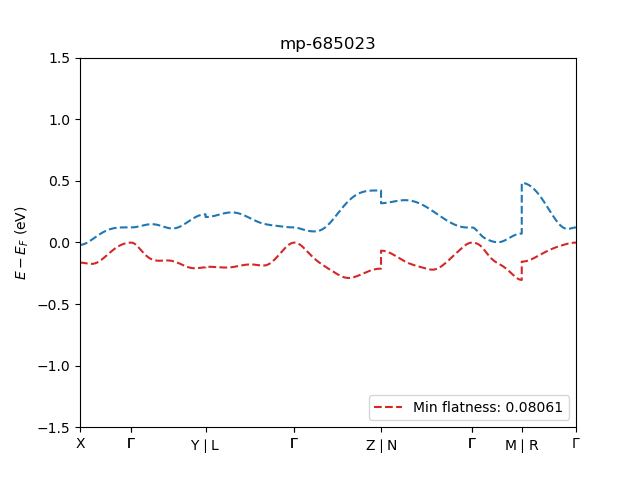 mp-685023
E − E_F (eV)
1.5
1.0
0.5
0.0
−0.5
−1.0
−1.5
Min flatness: 0.08061
X Γ Y | L Γ Z | N Γ M | R Γ